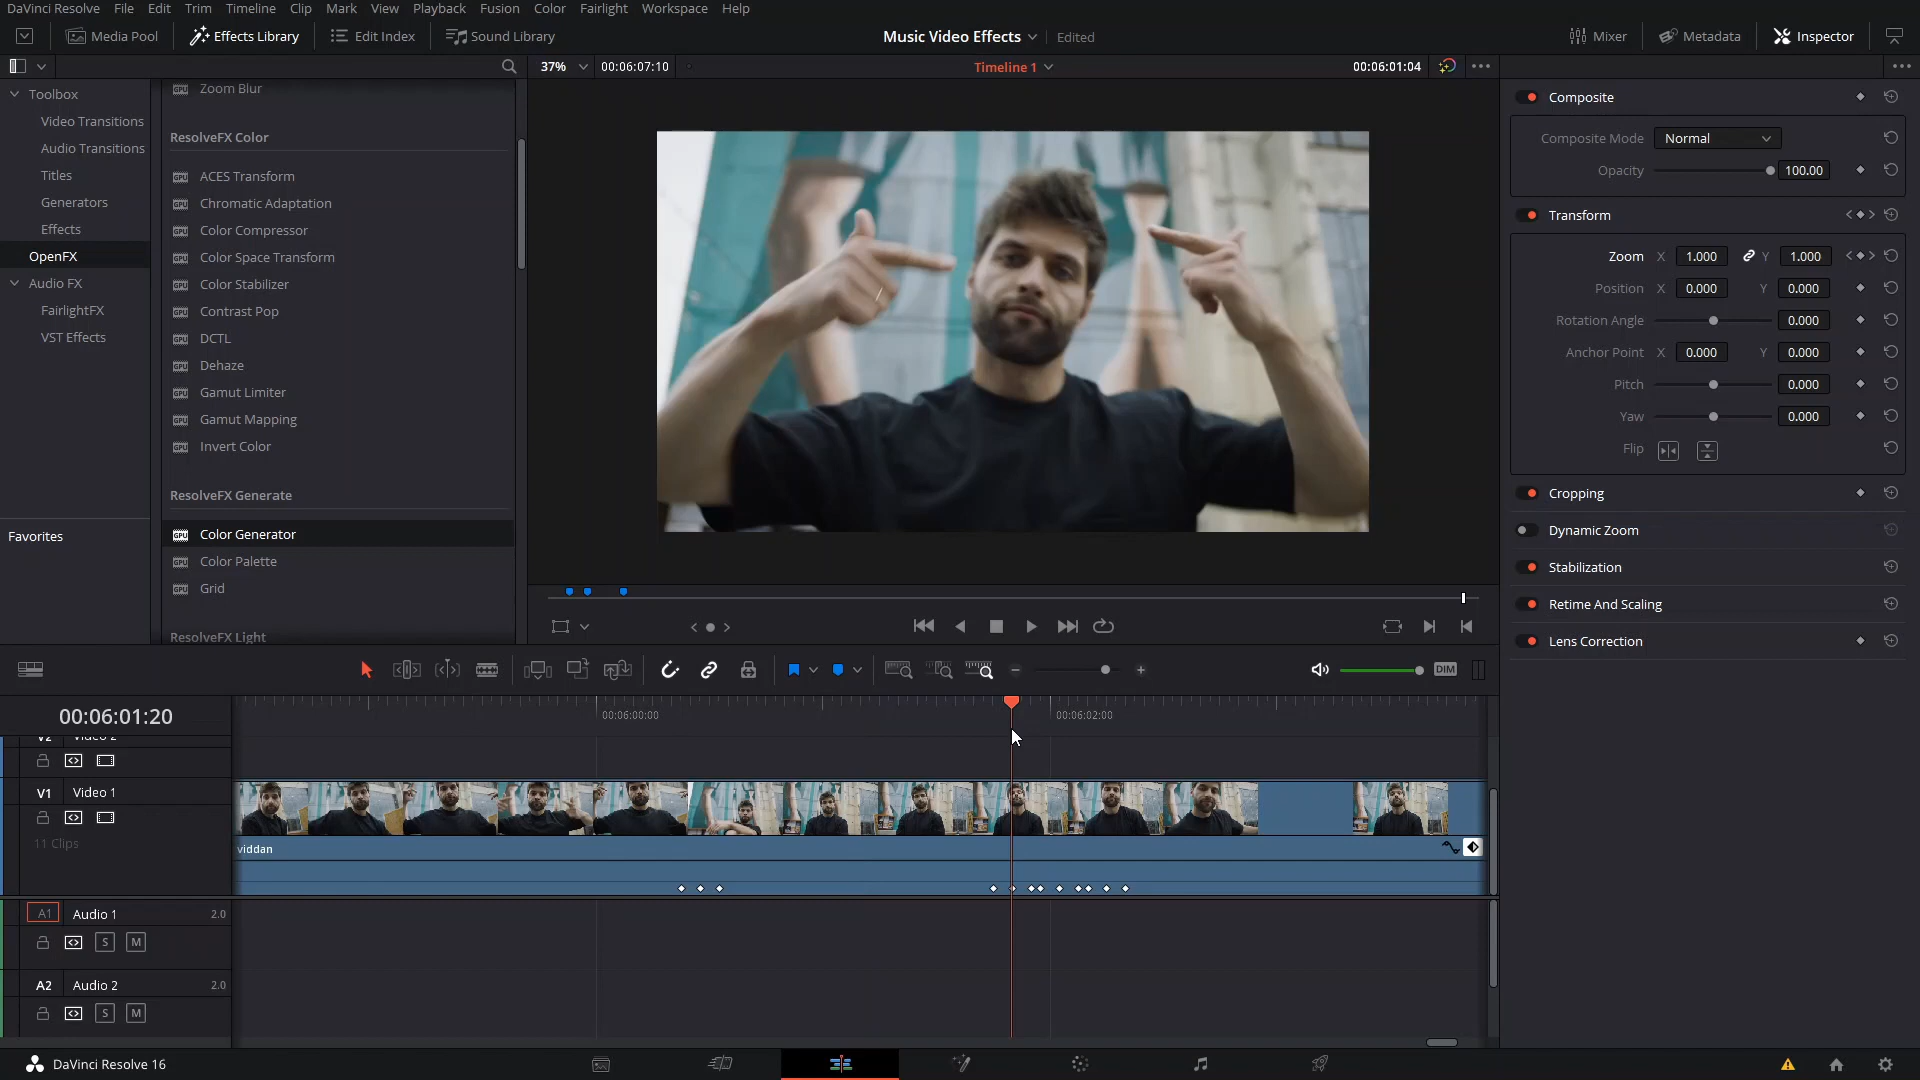 DaVinci Resolve File Edit Trim Timeline Clip Mark View Playback Fusion Color Fairlight Workspace Help
Media Pool Effects Library Edit Index Sound Library Music Video Effects Edited Mixer Metadata Inspector
37% 00:06:07:10 Timeline 1 00:06:01:04
Toolbox
Video Transitions
Audio Transitions
Titles
Generators
Effects
OpenFX
Audio FX
FairlightFX
VST Effects
Favorites
Zoom Blur
ResolveFX Color
ACES Transform
Chromatic Adaptation
Color Compressor
Color Space Transform
Color Stabilizer
Contrast Pop
DCTL
Dehaze
Gamut Limiter
Gamut Mapping
Invert Color
ResolveFX Generate
Color Generator
Color Palette
Grid
ResolveFX Light
Composite
Composite Mode Normal
Opacity 100.00
Transform
Zoom X 1.000 Y 1.000
Position X 0.000 Y 0.000
Rotation Angle 0.000
Anchor Point X 0.000 Y 0.000
Pitch 0.000
Yaw 0.000
Flip
Cropping
Dynamic Zoom
Stabilization
Retime And Scaling
Lens Correction
DIM
00:06:01:20 00:06:00:00 00:06:02:00
V2 Video 2
V1 Video 1
11 Clips
viddan
A1 Audio 1 2.0
S M
A2 Audio 2 2.0
S M
DaVinci Resolve 16